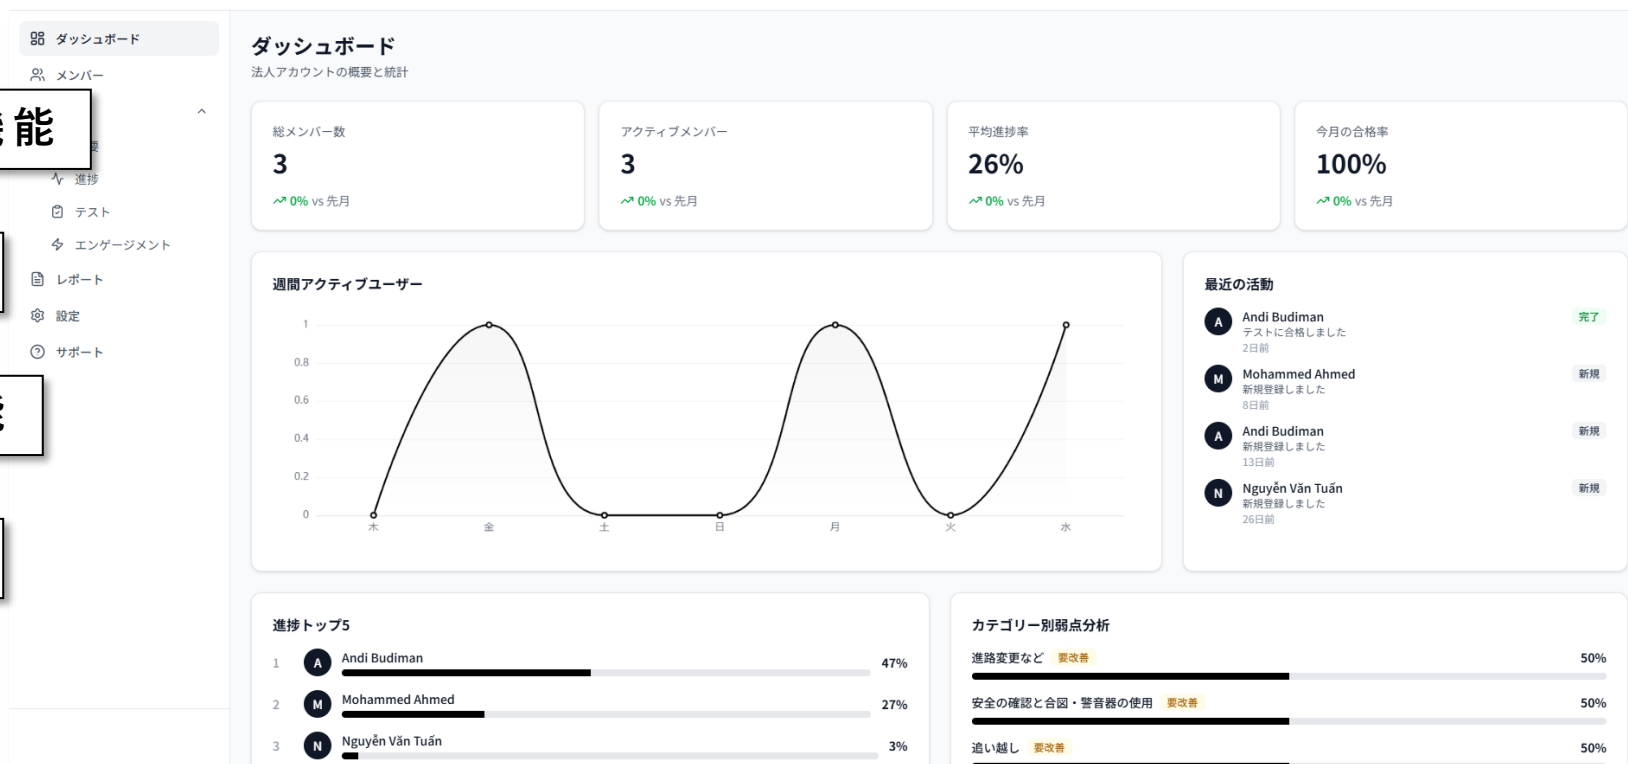 ダッシュボード
メンバー
能
要
進捗
テスト
エンゲージメント
レポート
設定
サポート
ダッシュボード
法人アカウントの概要と統計
総メンバー数
3
0% vs 先月
アクティブメンバー
3
0% vs 先月
平均進捗率
26%
0% vs 先月
今月の合格率
100%
0% vs 先月
週間アクティブユーザー
1
0.8
0.6
0.4
0.2
0
木 金 土 日 月 火 水
最近の活動
A Andi Budiman 完了
テストに合格しました
2日前
M Mohammed Ahmed 新規
新規登録しました
8日前
A Andi Budiman 新規
新規登録しました
13日前
N Nguyễn Văn Tuấn 新規
新規登録しました
26日前
進捗トップ5
1 A Andi Budiman 47%
2 M Mohammed Ahmed 27%
3 N Nguyễn Văn Tuấn 3%
カテゴリー別弱点分析
進路変更など 要改善 50%
安全の確認と合図・警音器の使用 要改善 50%
追い越し 要改善 50%